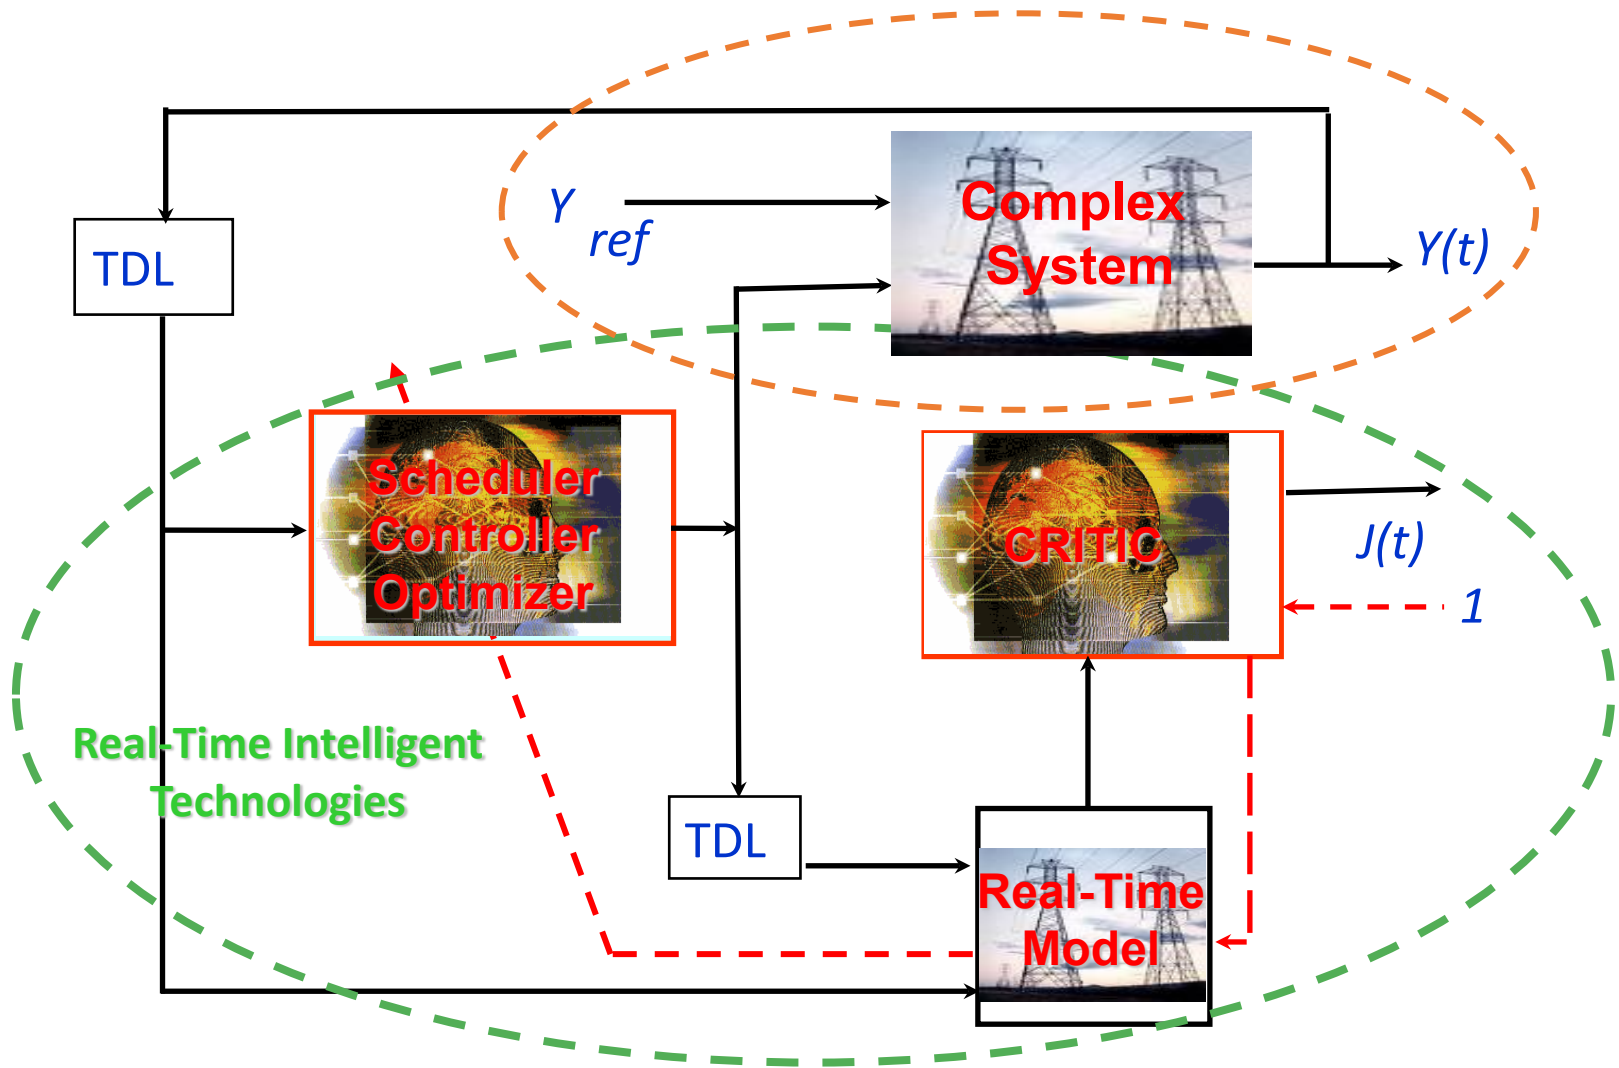 Complex
System
Y
ref
Y(t)
TDL
Scheduler
Controller
Optimizer
CRITIC
J(t)
1
Real-Time Intelligent
Technologies
TDL
Real-Time
Model